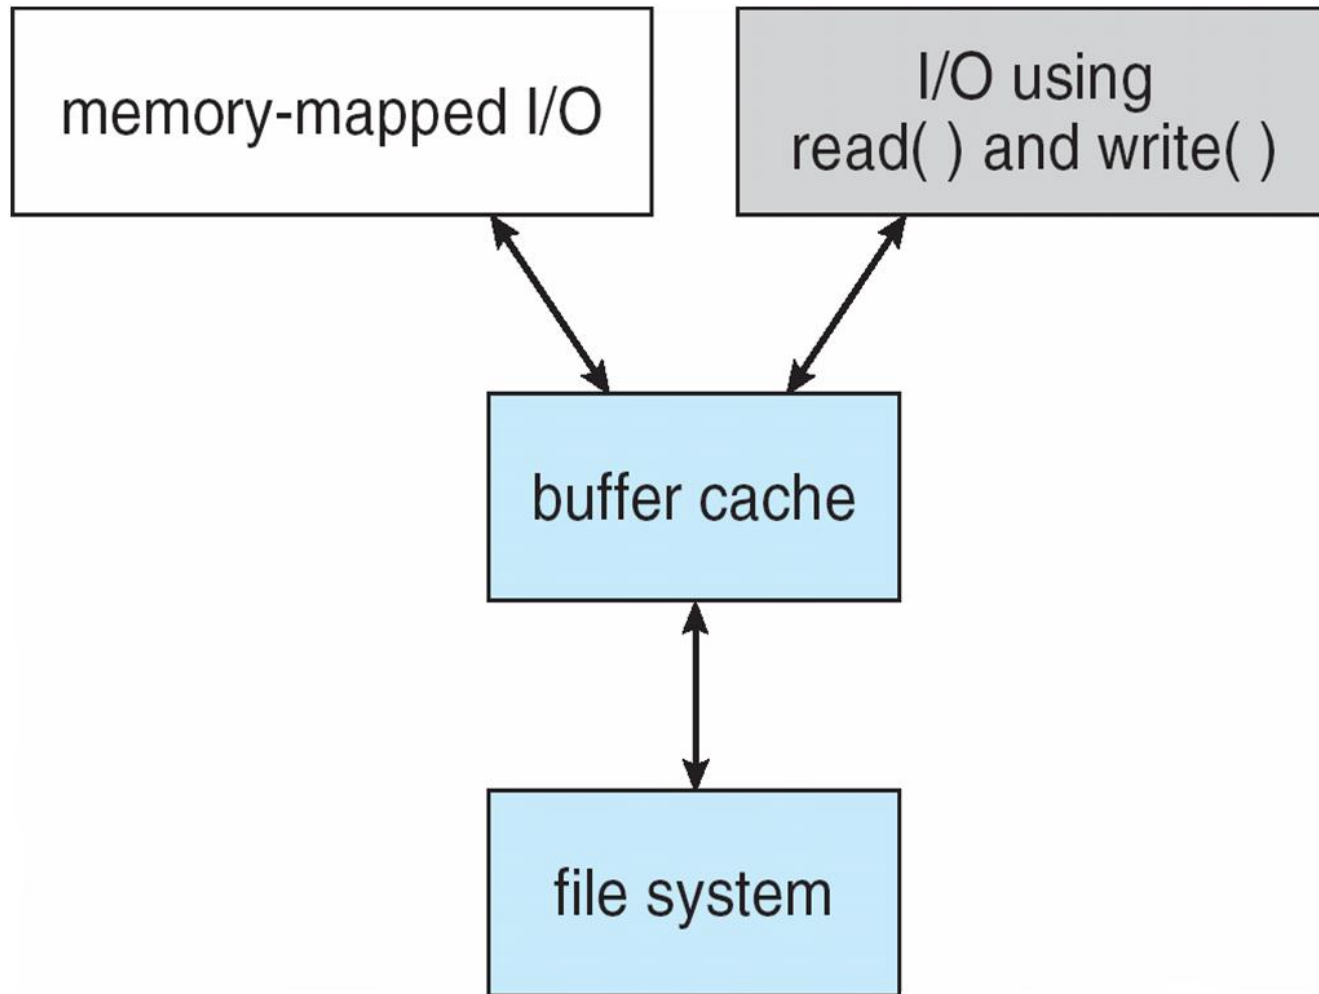 memory-mapped I/O
I/O using
read( ) and write( )
buffer cache
file system